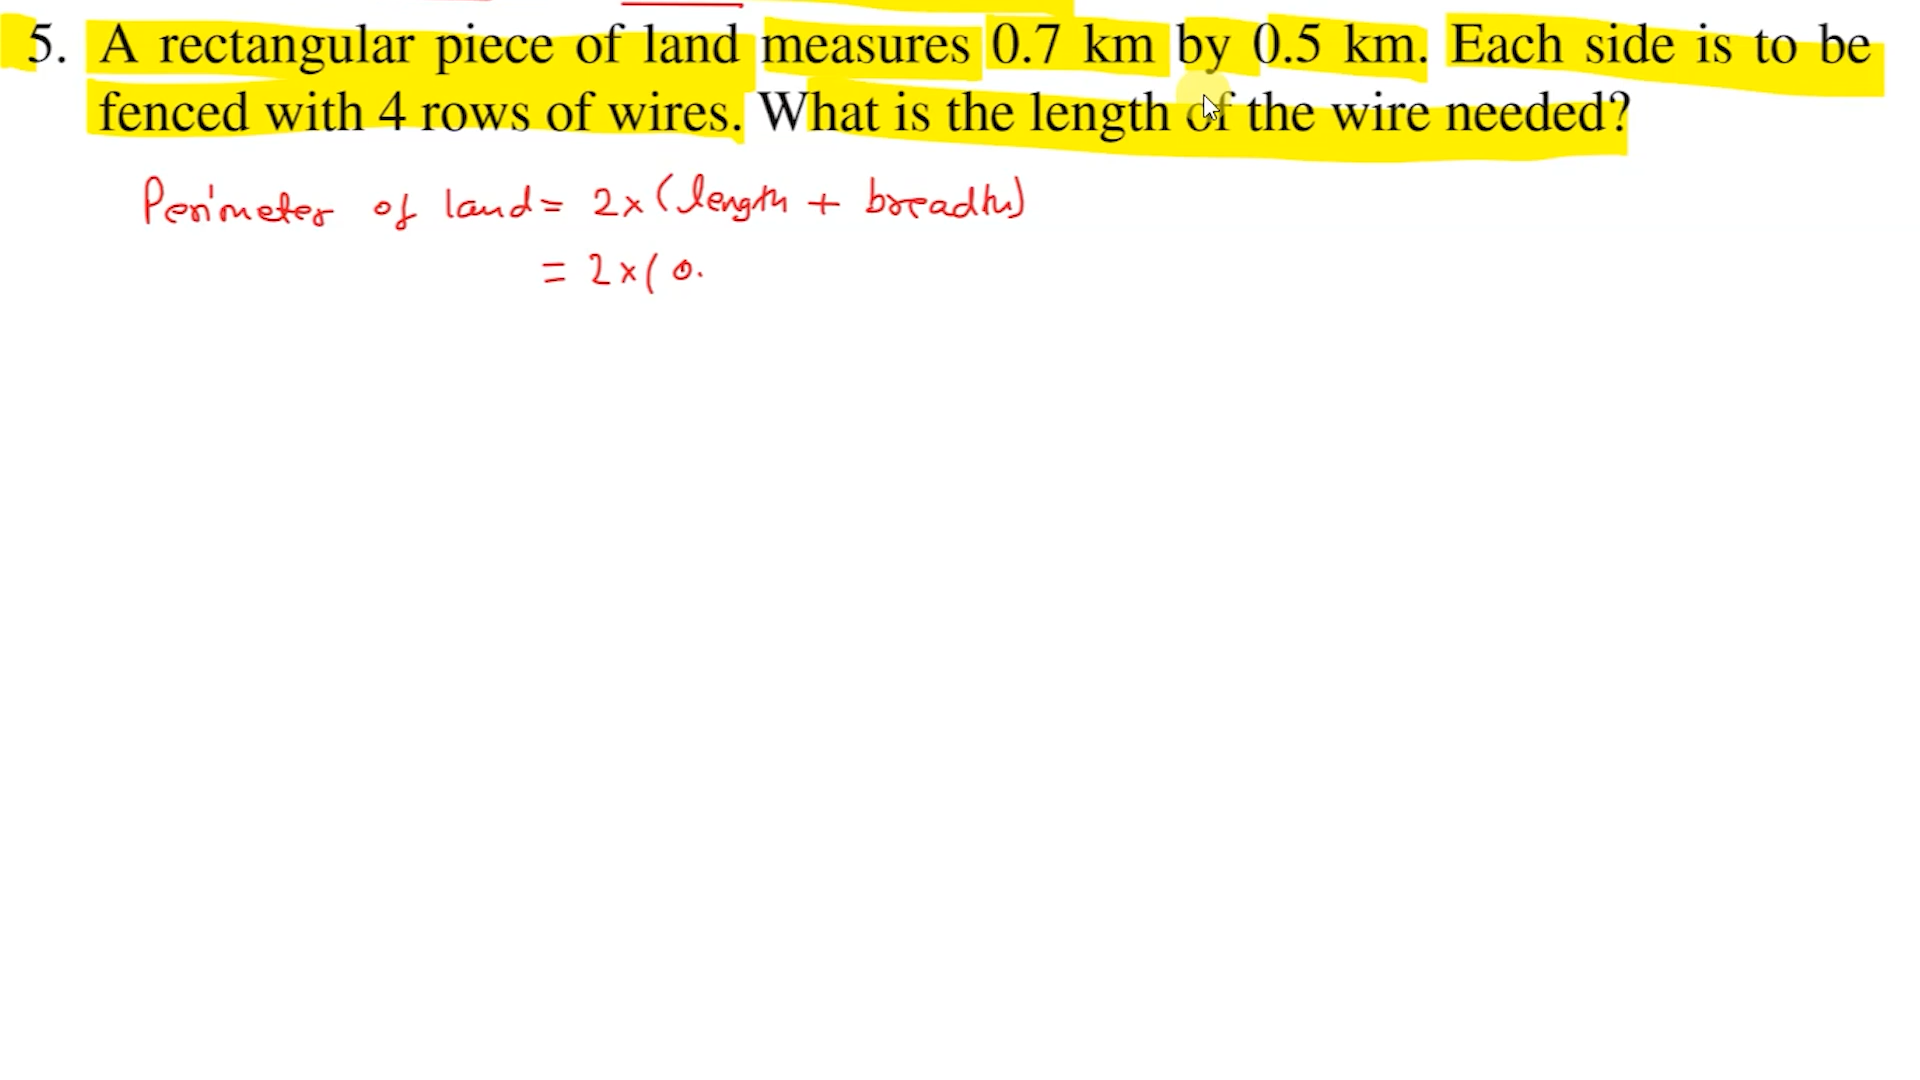 5. A rectangular piece of land measures 0.7 km by 0.5 km. Each side is to be
fenced with 4 rows of wires. What is the length of the wire needed?
Perimeter of land = 2x (length + breadth)
= 2x( 0.